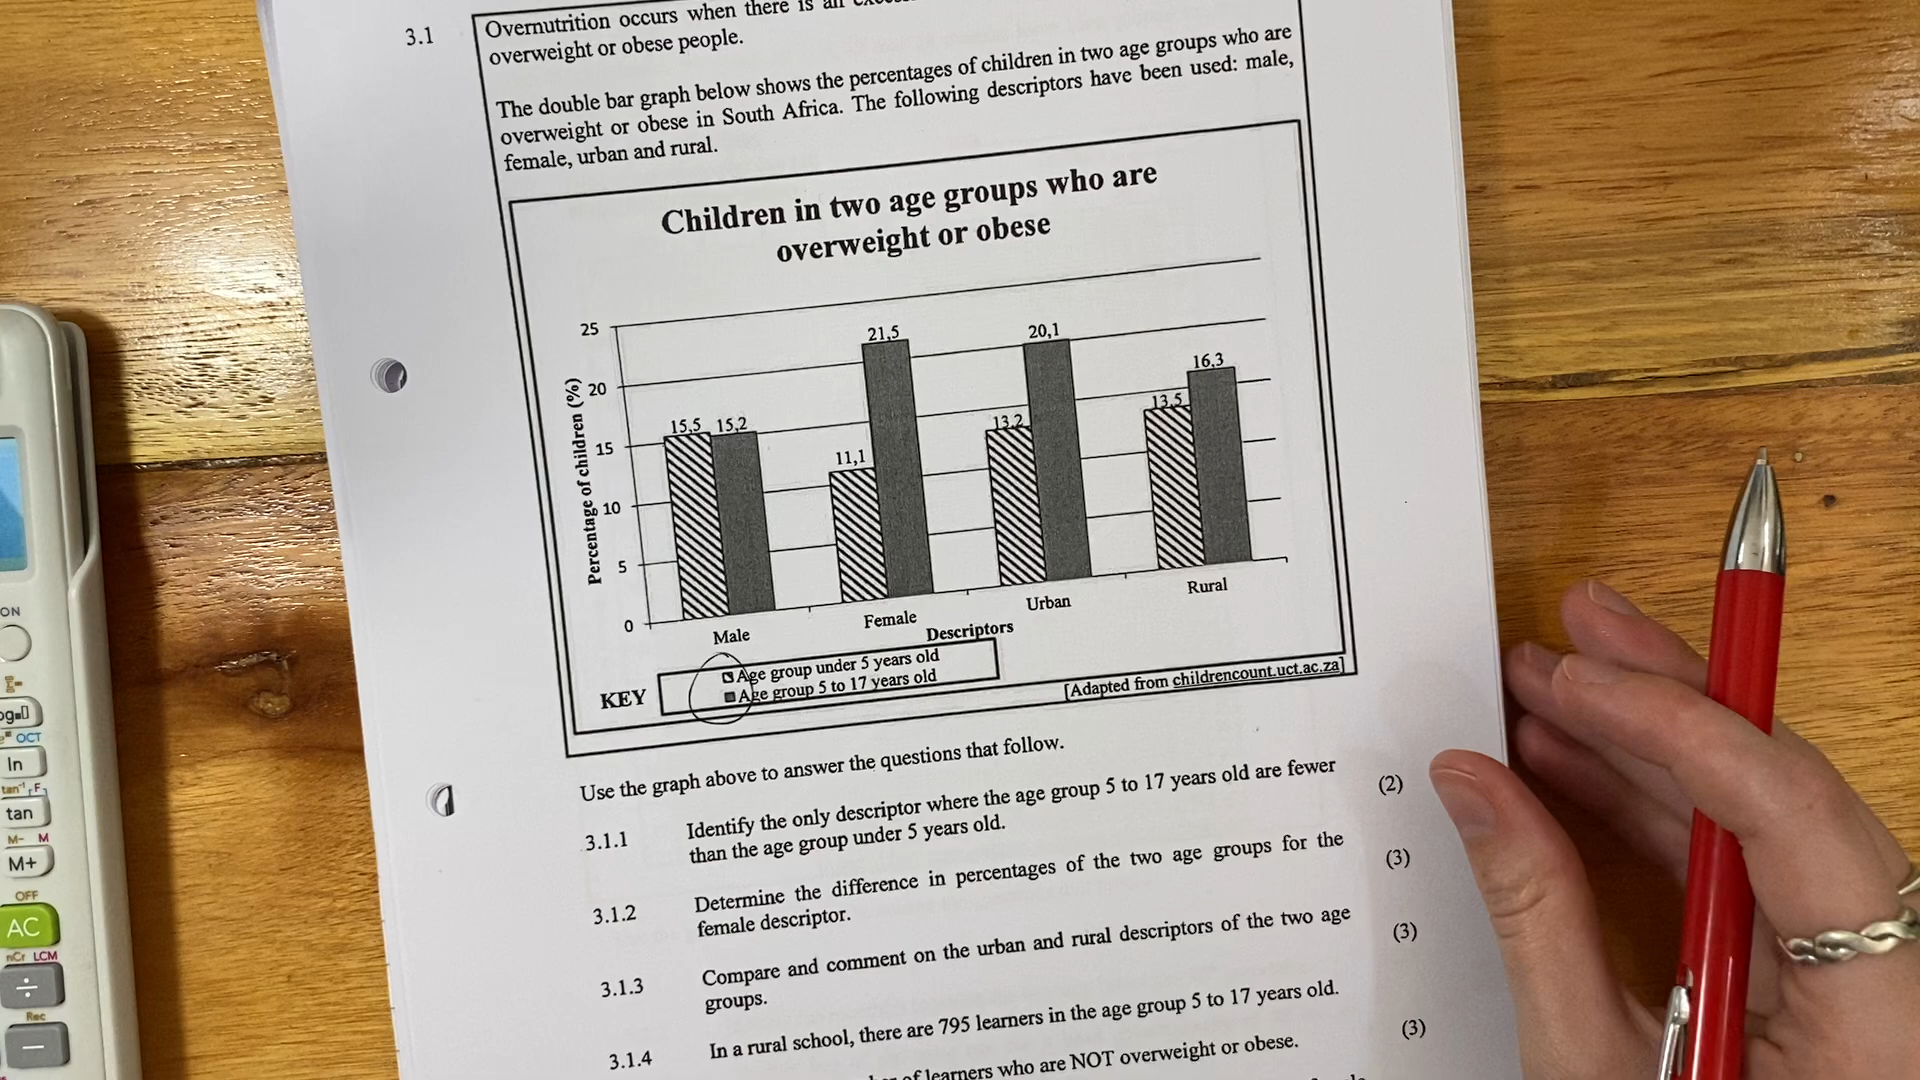 3.1
Overnutrition occurs when there is an
overweight or obese people.
The double bar graph below shows the percentages of children in two age groups who are
overweight or obese in South Africa. The following descriptors have been used: male,
female, urban and rural.
Children in two age groups who are
overweight or obese
Percentage of children (%)
25
20
15
10
5
0
15,5
15,2
11,1
21,5
13,2
20,1
13,5
16,3
Male
Female
Urban
Rural
Descriptors
KEY
Age group under 5 years old
Age group 5 to 17 years old
[Adapted from childrencount.uct.ac.za]
Use the graph above to answer the questions that follow.
3.1.1 Identify the only descriptor where the age group 5 to 17 years old are fewer (2)
than the age group under 5 years old.
3.1.2 Determine the difference in percentages of the two age groups for the (3)
female descriptor.
3.1.3 Compare and comment on the urban and rural descriptors of the two age (3)
groups.
3.1.4 In a rural school, there are 795 learners in the age group 5 to 17 years old.
of learners who are NOT overweight or obese. (3)
ON
OCT
ln
tan⁻¹ F
tan
M- M
M+
OFF
AC
nCr LCM
÷
Rec
−